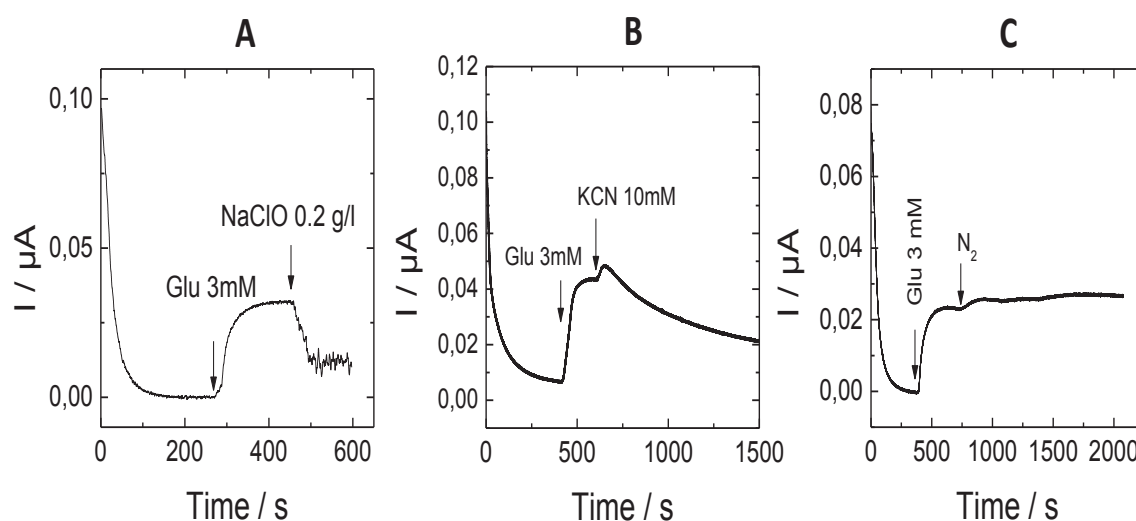 A
0,10
0,05
0,00
NaClO 0.2 g/l
Glu 3mM
I / µA
0
200
400
600
Time / s
B
0,12
0,10
0,08
0,06
0,04
0,02
0,00
KCN 10mM
Glu 3mM
I / µA
0
500
1000
1500
Time / s
C
0,08
0,06
0,04
0,02
0,00
Glu 3 mM
N₂
I / µA
0
500
1000
1500
2000
Time / s